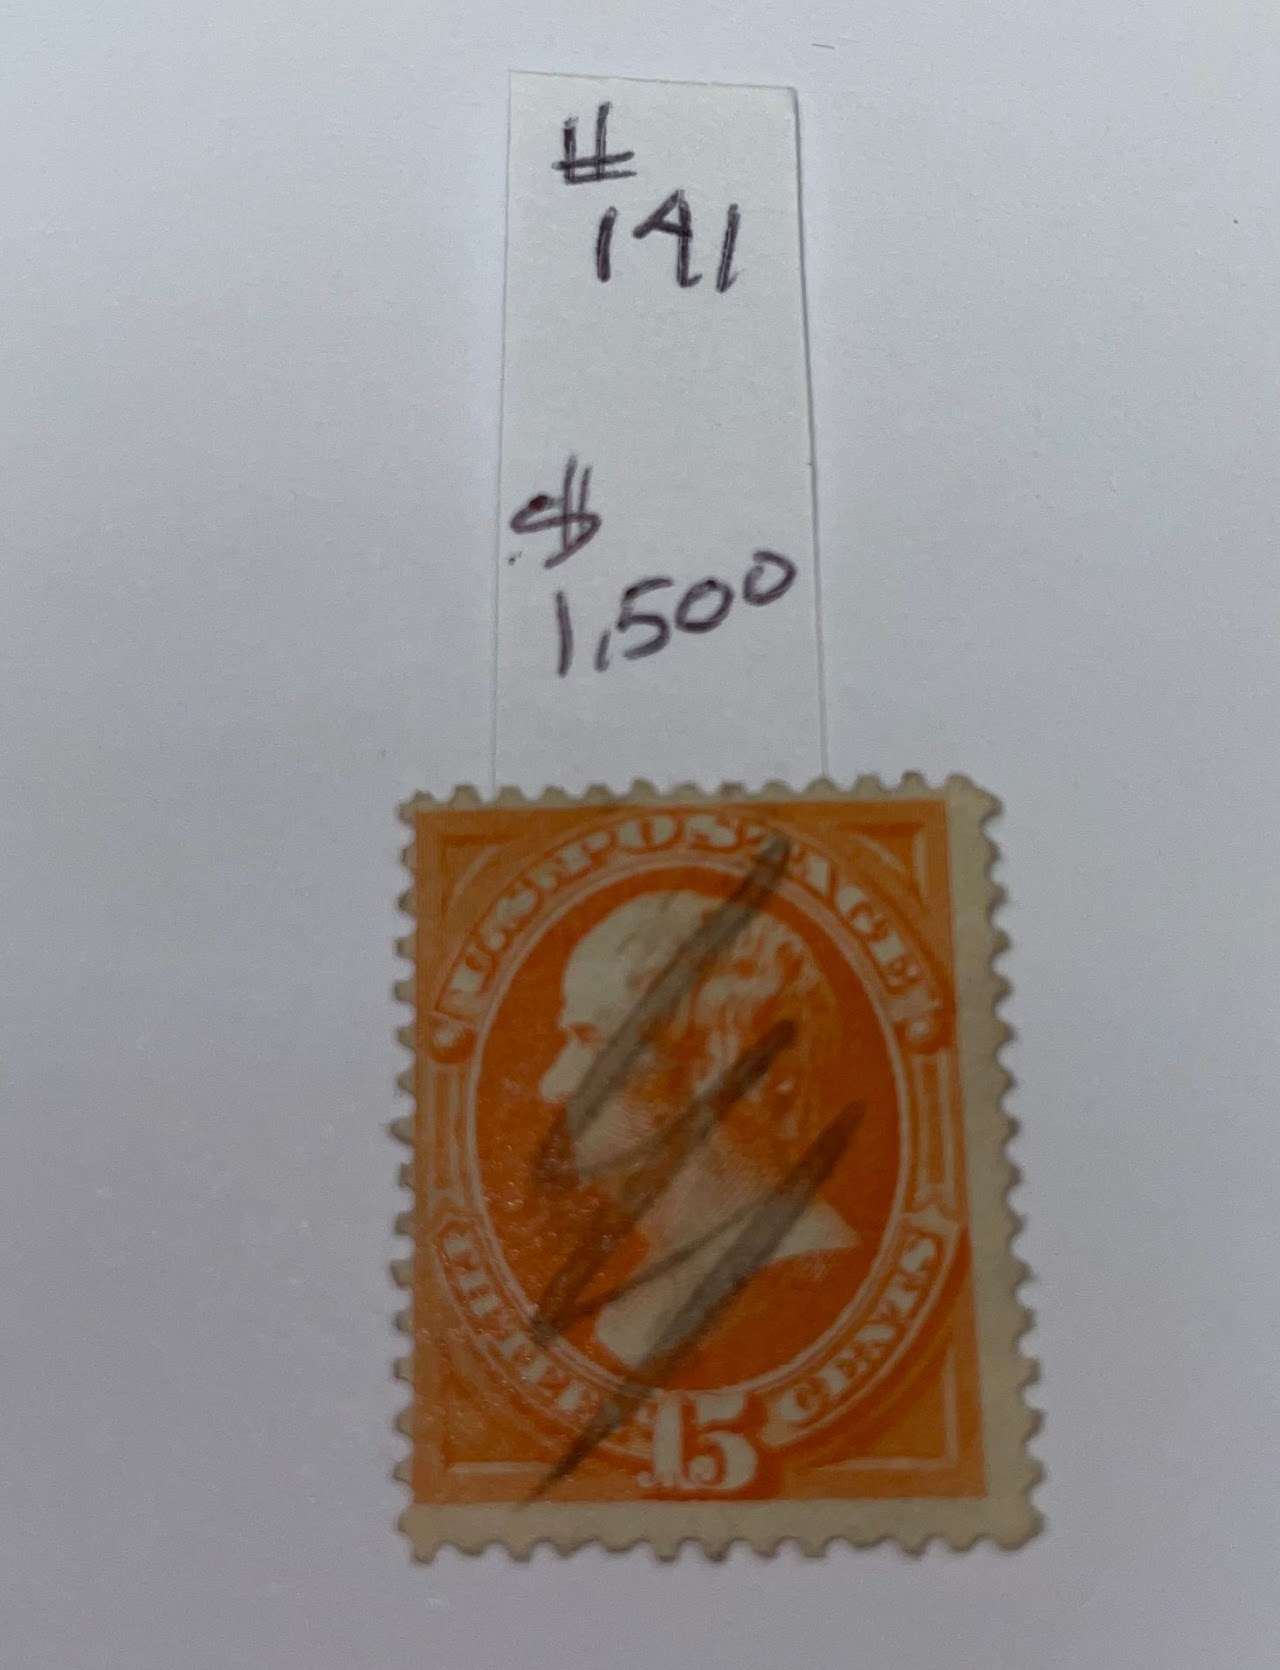 #
141
$
1,500
U.S. POSTAGE
FIFTEEN 15 CENTS